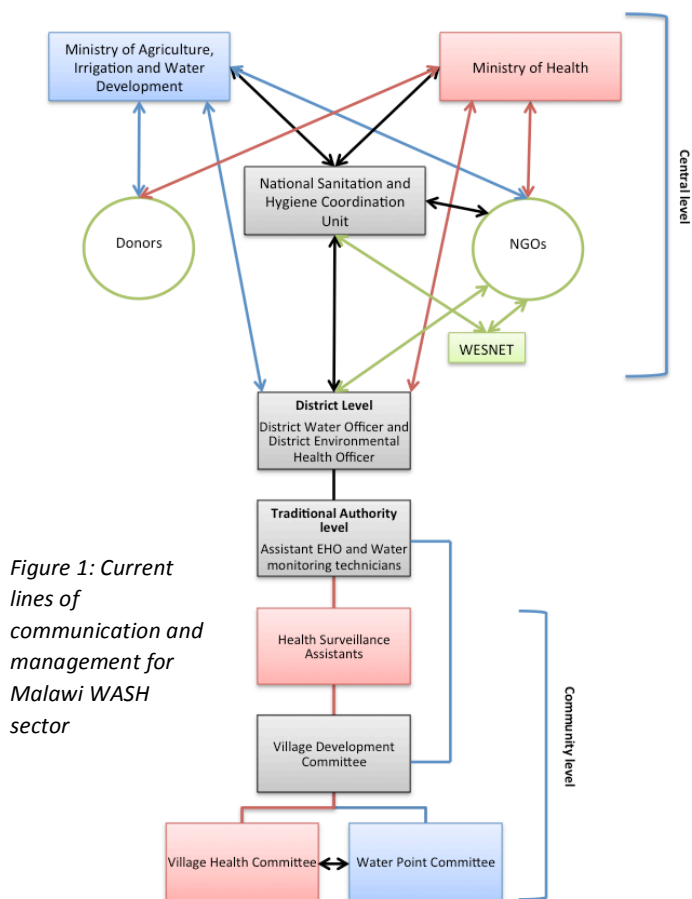 Ministry of Agriculture,
Irrigation and Water
Development
Ministry of Health
National Sanitation and
Hygiene Coordination
Unit
Donors
NGOs
WESNET
Central level
District Level
District Water Officer and
District Environmental
Health Officer
Traditional Authority
level
Assistant EHO and Water
monitoring technicians
Figure 1: Current
lines of
communication and
management for
Malawi WASH
sector
Health Surveillance
Assistants
Village Development
Committee
Community level
Village Health Committee
Water Point Committee